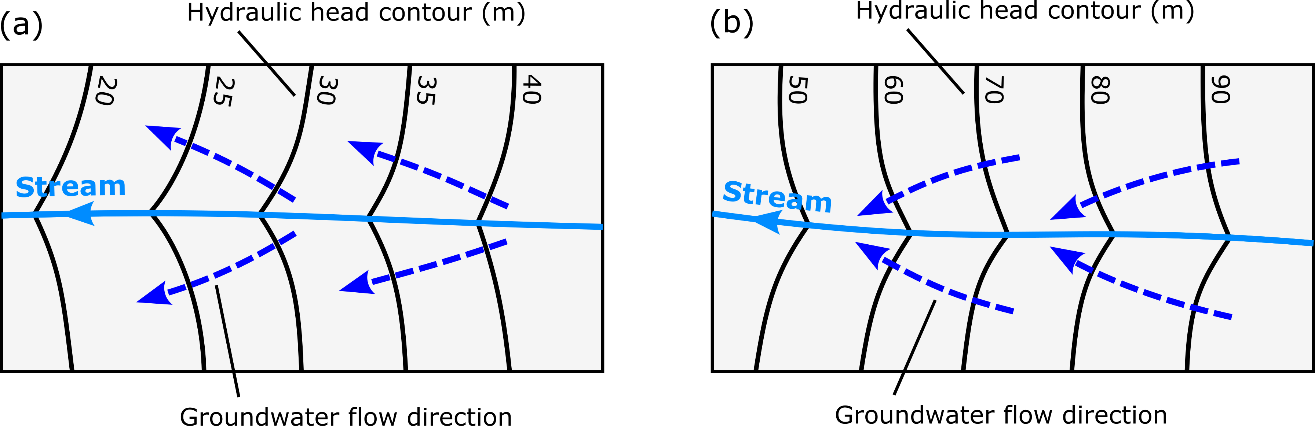 (a)
Hydraulic head contour (m)
20
25
30
35
40
Stream
Groundwater flow direction
(b)
Hydraulic head contour (m)
50
60
70
80
90
Stream
Groundwater flow direction